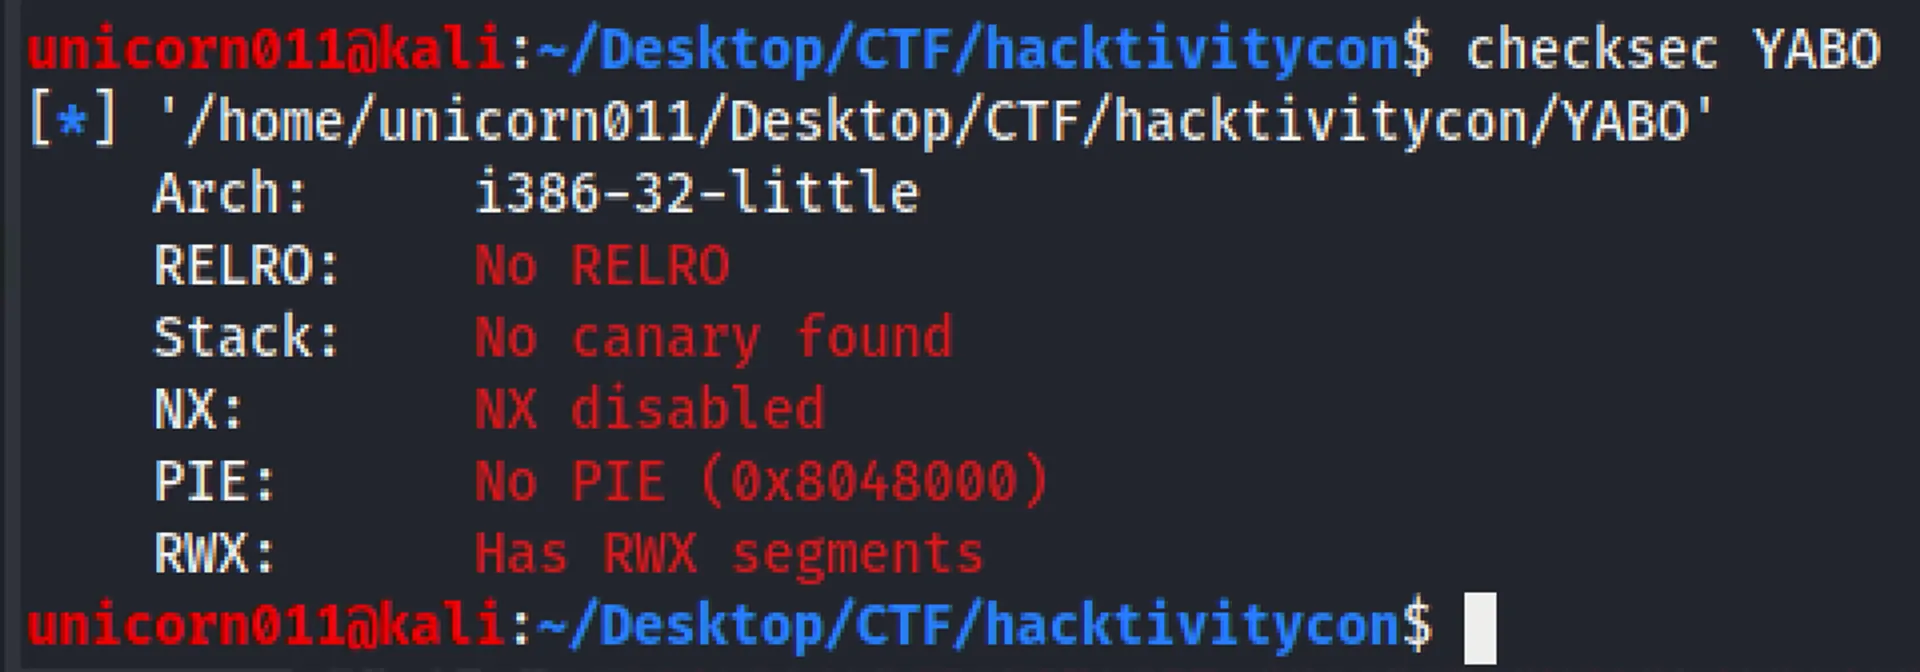 unicorn011@kali:~/Desktop/CTF/hacktivitycon$ checksec YABO
[*] '/home/unicorn011/Desktop/CTF/hacktivitycon/YABO'
Arch: i386-32-little
RELRO: No RELRO
Stack: No canary found
NX: NX disabled
PIE: No PIE (0x8048000)
RWX: Has RWX segments
unicorn011@kali:~/Desktop/CTF/hacktivitycon$